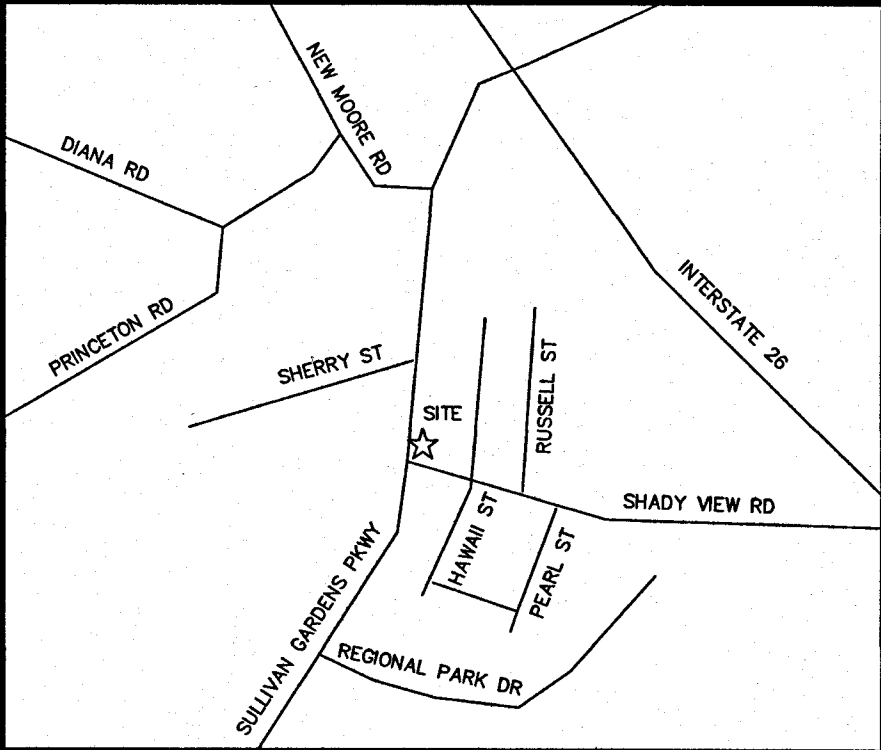 NEW MOORE RD
DIANA RD
INTERSTATE 26
PRINCETON RD
SHERRY ST
RUSSELL ST
SITE
SHADY VIEW RD
HAWAII ST
PEARL ST
SULLIVAN GARDENS PKWY
REGIONAL PARK DR